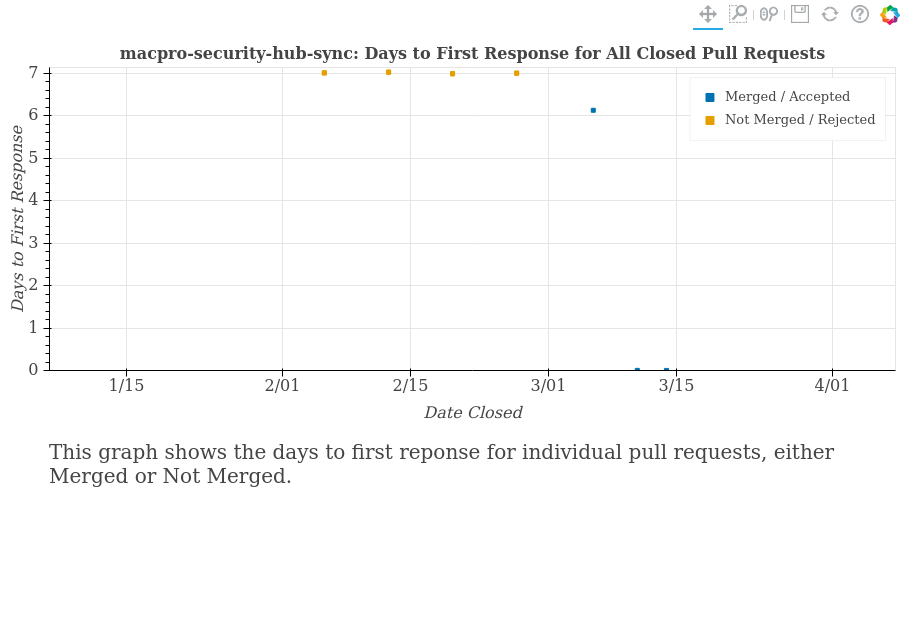 macpro-security-hub-sync: Days to First Response for All Closed Pull Requests
Merged / Accepted
Not Merged / Rejected
Days to First Response
7
6
5
4
3
2
1
0
1/15
2/01
2/15
3/01
3/15
4/01
Date Closed
This graph shows the days to first reponse for individual pull requests, either
Merged or Not Merged.